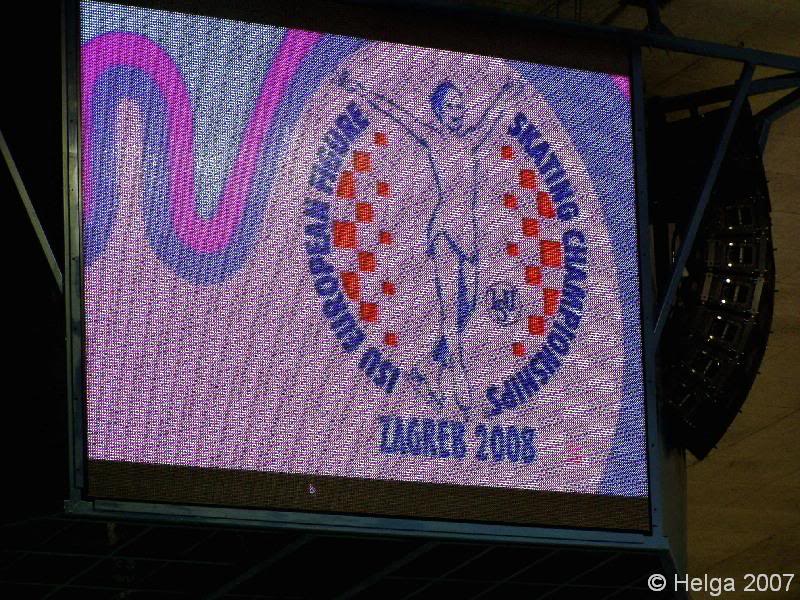 ISU EUROPEAN FIGURE
SKATING CHAMPIONSHIPS
ZAGREB 2008
© Helga 2007